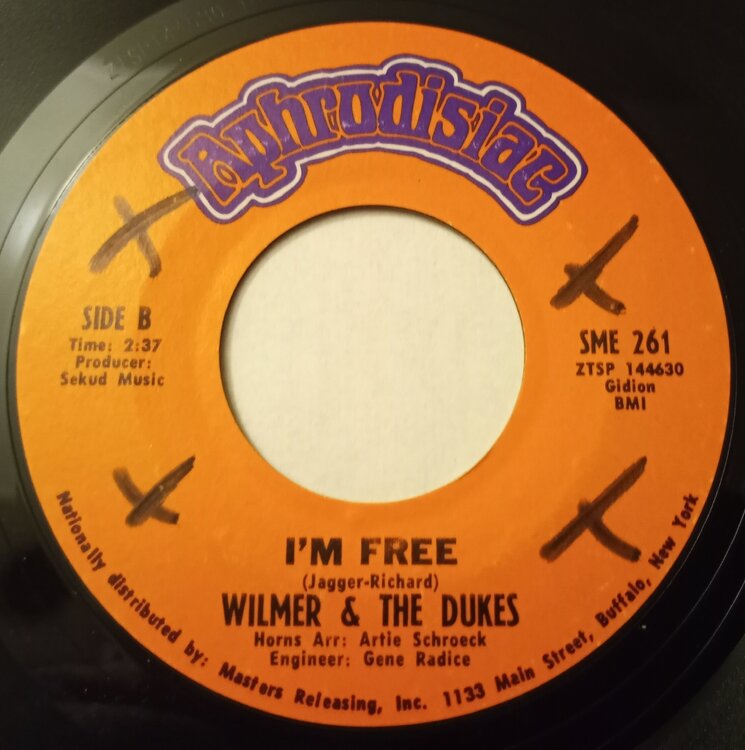 Aphrodisiac
SIDE B
Time: 2:37
Producer:
Sekud Music
SME 261
ZTSP 144630
Gidion
BMI
I'M FREE
(Jagger-Richard)
WILMER & THE DUKES
Horns Arr: Artie Schroeck
Engineer: Gene Radice
Nationally distributed by: Masters Releasing, Inc. 1133 Main Street, Buffalo, New York